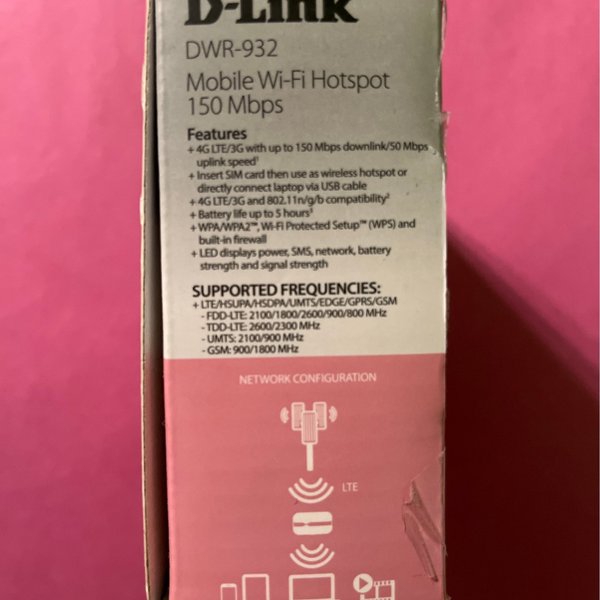 D-Link
DWR-932
Mobile Wi-Fi Hotspot
150 Mbps
Features
+ 4G LTE/3G with up to 150 Mbps downlink/50 Mbps
uplink speed¹
+ Insert SIM card then use as wireless hotspot or
directly connect laptop via USB cable
+ 4G LTE/3G and 802.11n/g/b compatibility²
+ Battery life up to 5 hours³
+ WPA/WPA2™, Wi-Fi Protected Setup™ (WPS) and
built-in firewall
+ LED displays power, SMS, network, battery
strength and signal strength
SUPPORTED FREQUENCIES:
+ LTE/HSUPA/HSDPA/UMTS/EDGE/GPRS/GSM
- FDD-LTE: 2100/1800/2600/900/800 MHz
- TDD-LTE: 2600/2300 MHz
- UMTS: 2100/900 MHz
- GSM: 900/1800 MHz
NETWORK CONFIGURATION
LTE